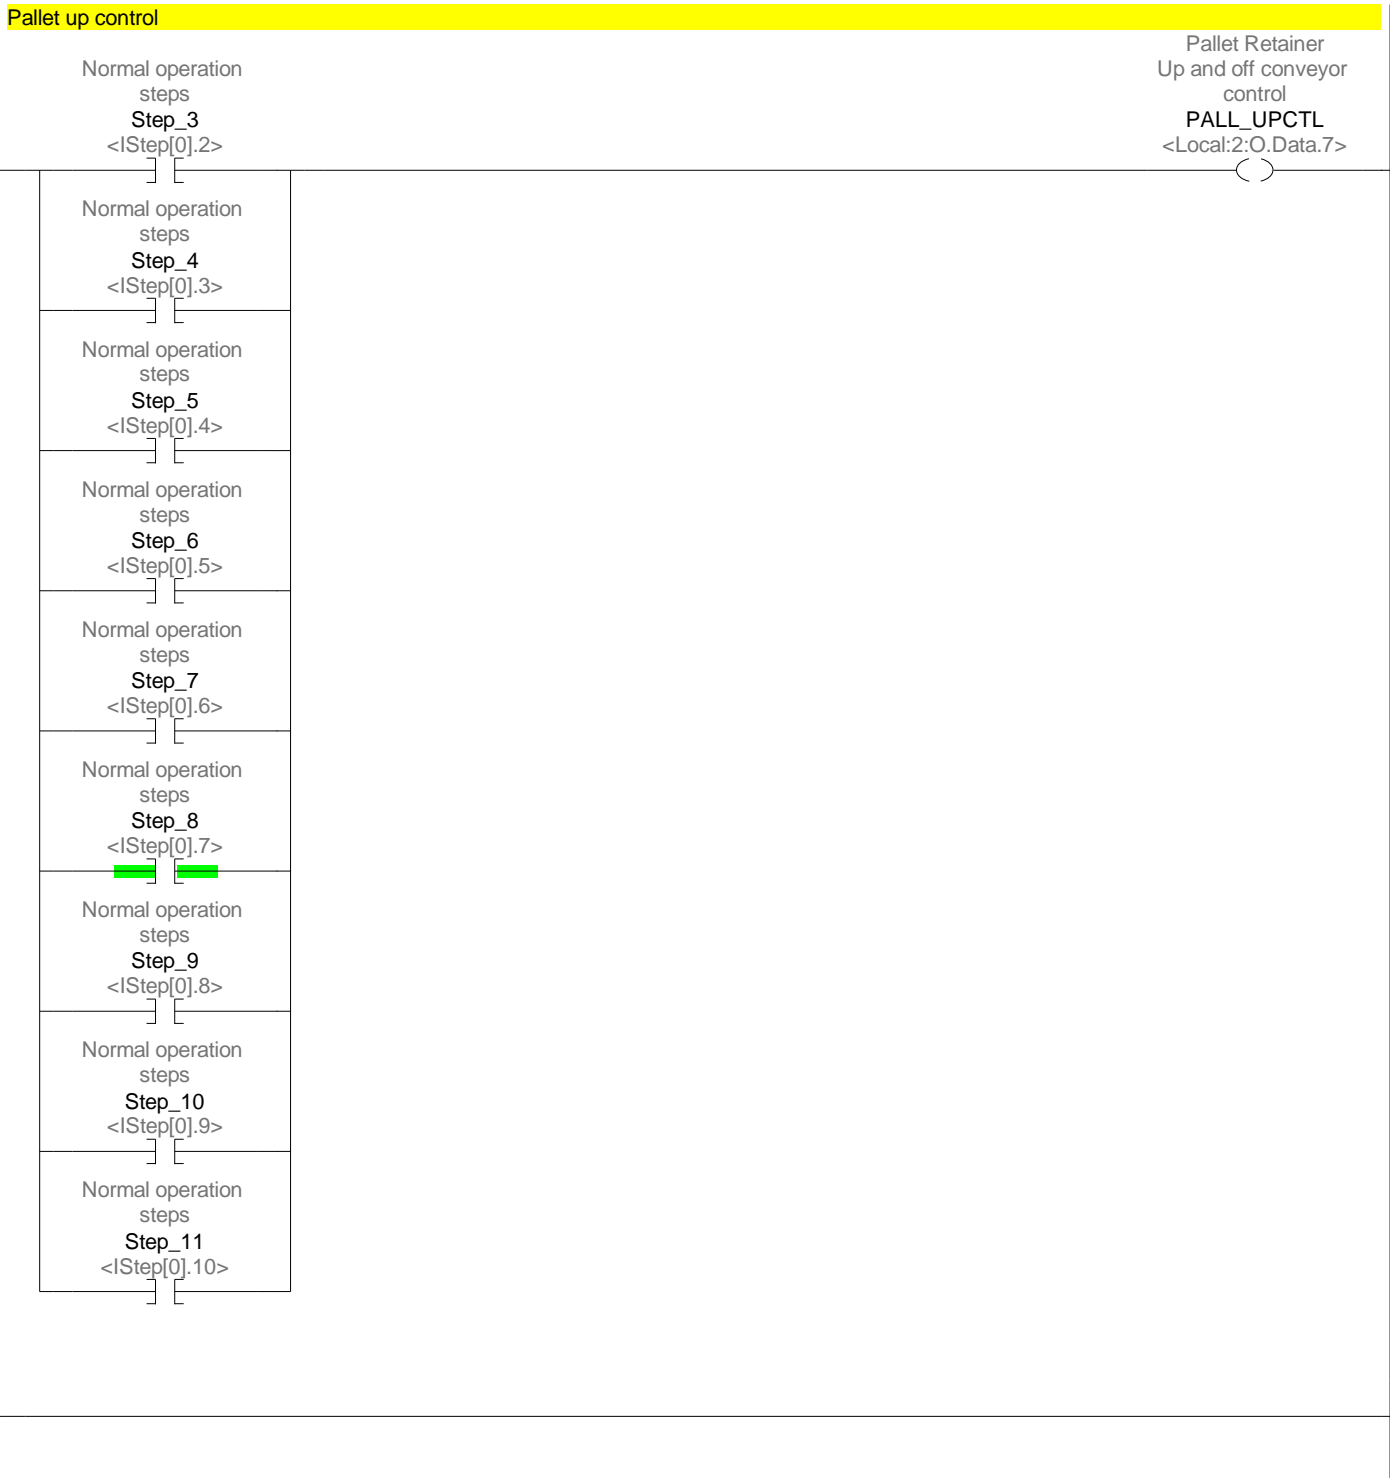 Pallet up control
Pallet Retainer
Up and off conveyor
control
PALL_UPCTL
<Local:2:O.Data.7>
Normal operation
steps
Step_3
<IStep[0].2>
Normal operation
steps
Step_4
<IStep[0].3>
Normal operation
steps
Step_5
<IStep[0].4>
Normal operation
steps
Step_6
<IStep[0].5>
Normal operation
steps
Step_7
<IStep[0].6>
Normal operation
steps
Step_8
<IStep[0].7>
Normal operation
steps
Step_9
<IStep[0].8>
Normal operation
steps
Step_10
<IStep[0].9>
Normal operation
steps
Step_11
<IStep[0].10>